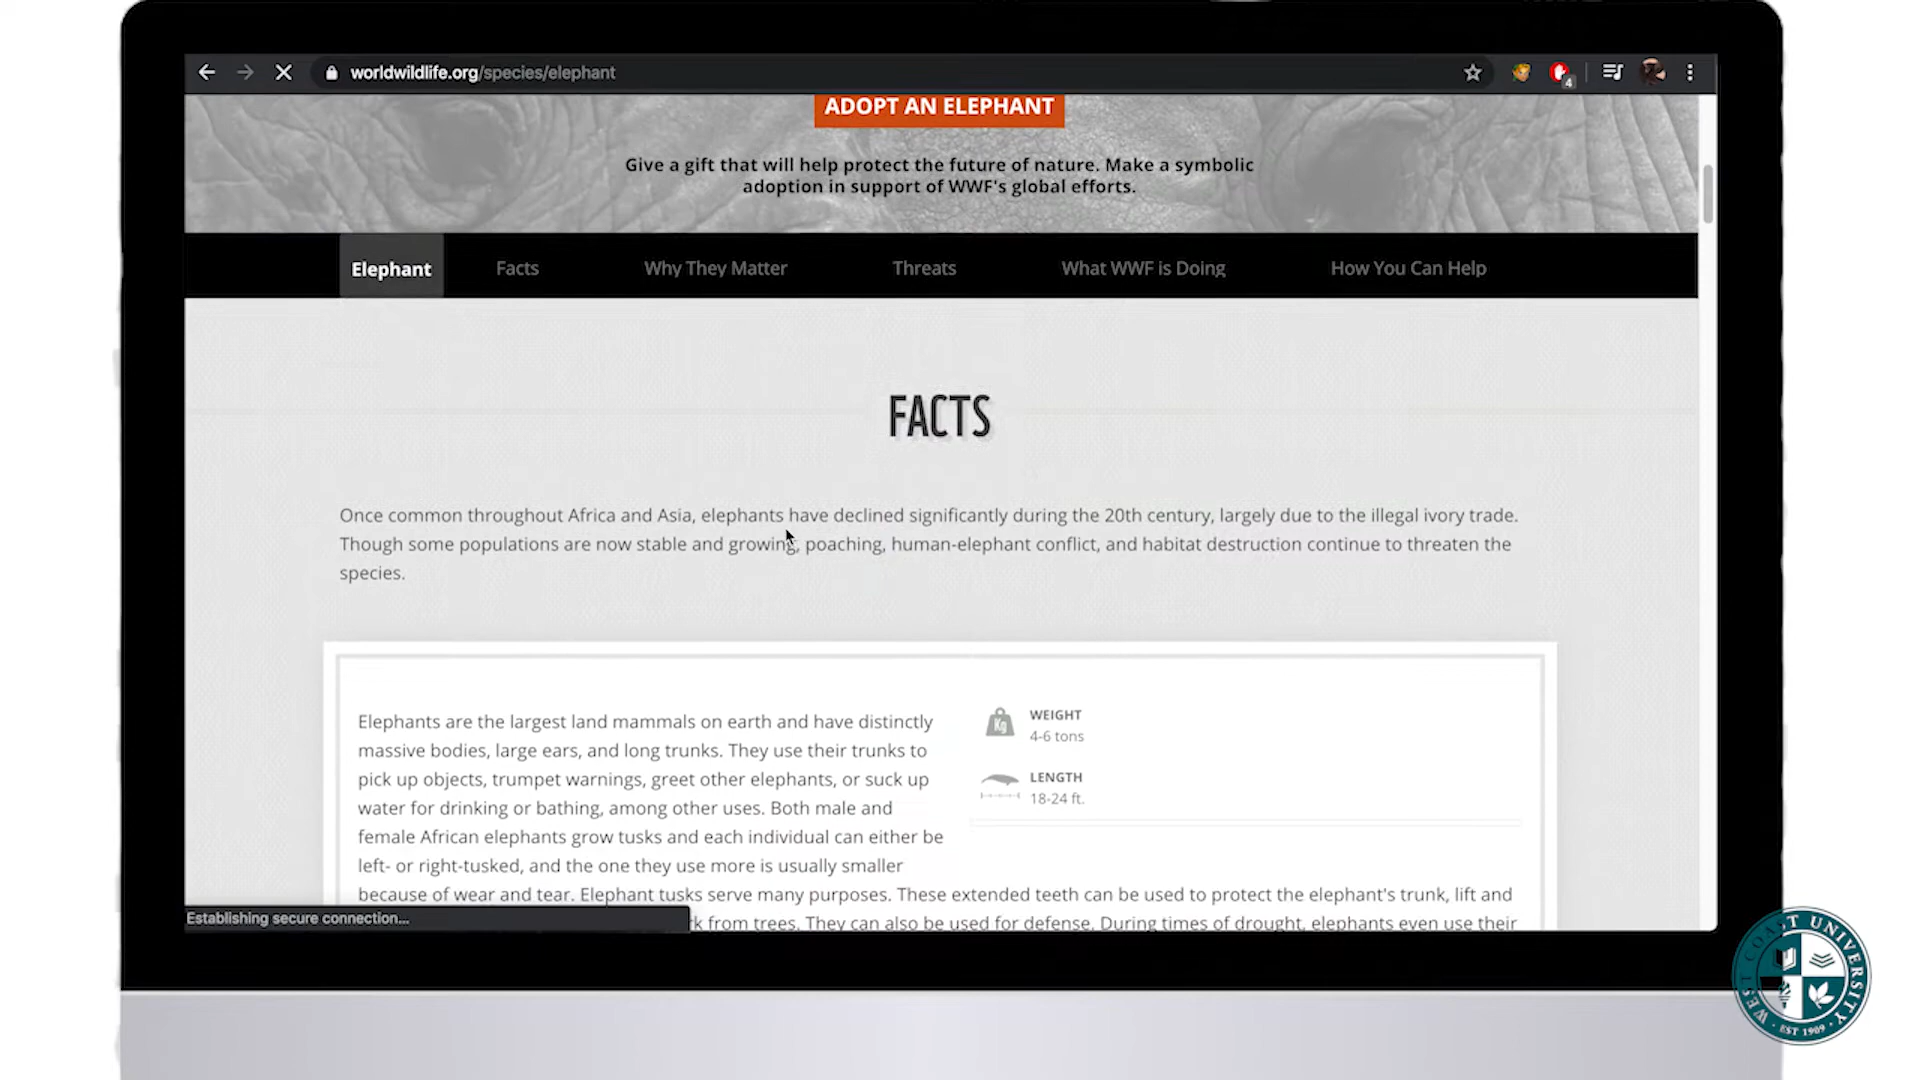 worldwildlife.org/species/elephant
4
ADOPT AN ELEPHANT
Give a gift that will help protect the future of nature. Make a symbolic
adoption in support of WWF's global efforts.
Elephant Facts Why They Matter Threats What WWF is Doing How You Can Help
FACTS
Once common throughout Africa and Asia, elephants have declined significantly during the 20th century, largely due to the illegal ivory trade.
Though some populations are now stable and growing, poaching, human-elephant conflict, and habitat destruction continue to threaten the
species.
Elephants are the largest land mammals on earth and have distinctly
massive bodies, large ears, and long trunks. They use their trunks to
pick up objects, trumpet warnings, greet other elephants, or suck up
water for drinking or bathing, among other uses. Both male and
female African elephants grow tusks and each individual can either be
left- or right-tusked, and the one they use more is usually smaller
because of wear and tear. Elephant tusks serve many purposes. These extended teeth can be used to protect the elephant's trunk, lift and
rk from trees. They can also be used for defense. During times of drought, elephants even use their
Kg
WEIGHT
4-6 tons
LENGTH
18-24 ft.
Establishing secure connection...
WEST COAST UNIVERSITY
EST 1909